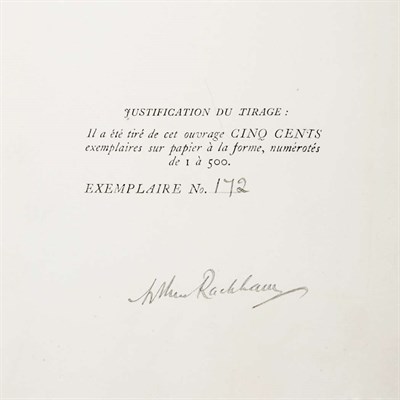 JUSTIFICATION DU TIRAGE :
Il a été tiré de cet ouvrage CINQ CENTS
exemplaires sur papier à la forme, numérotés
de 1 à 500.
EXEMPLAIRE No. 172
Arthur Rackham